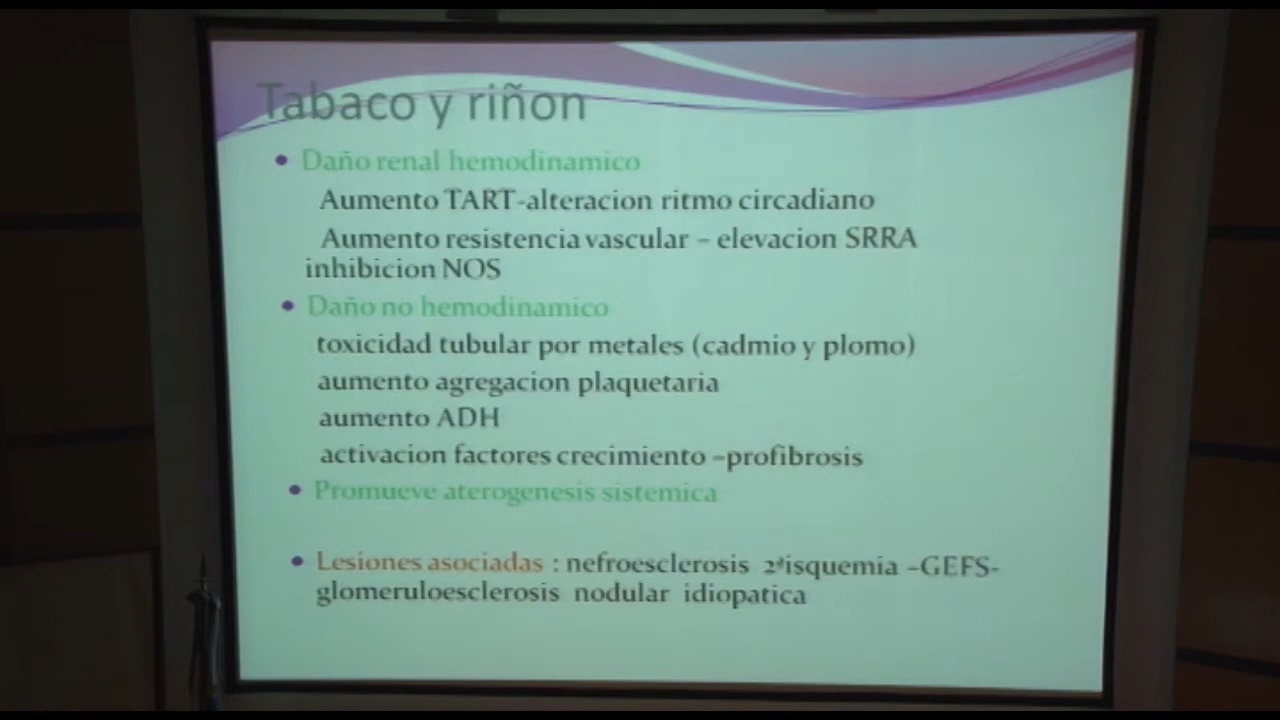 Tabaco y riñon
Daño renal hemodinamico
Aumento TART-alteracion ritmo circadiano
Aumento resistencia vascular – elevacion SRRA
inhibicion NOS
Daño no hemodinamico
toxicidad tubular por metales (cadmio y plomo)
aumento agregacion plaquetaria
aumento ADH
activacion factores crecimiento –profibrosis
Promueve aterogenesis sistemica
Lesiones asociadas : nefroesclerosis 2ªisquemia –GEFS-
glomeruloesclerosis nodular idiopatica